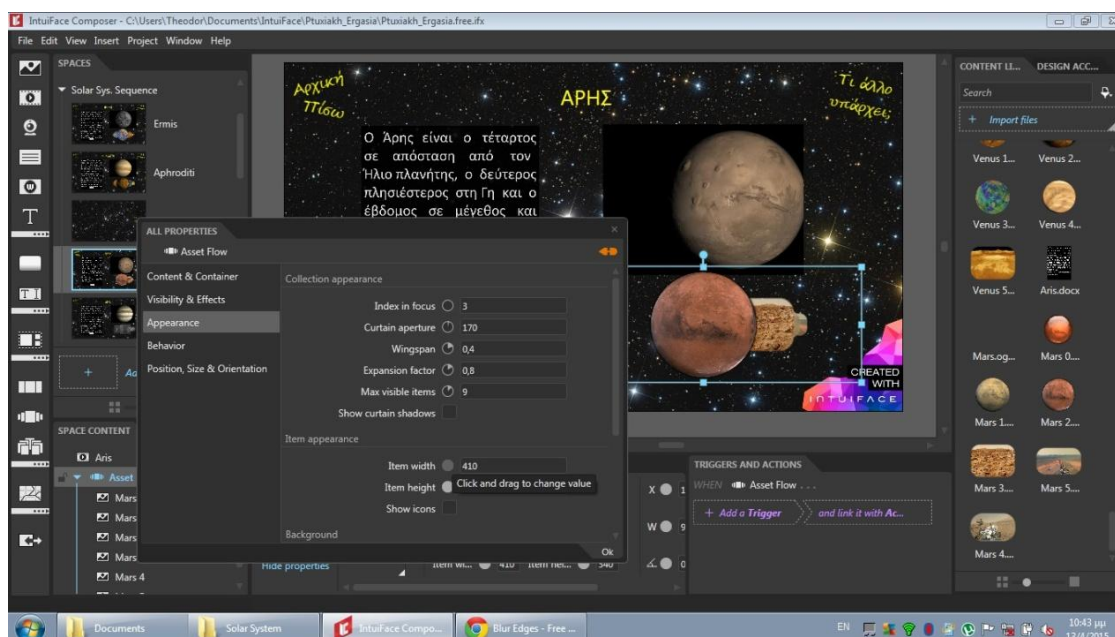 IntuiFace Composer - C:\Users\Theodor\Documents\IntuiFace\Ptuxiakh_Ergasia\Ptuxiakh_Ergasia.free.ifx
File Edit View Insert Project Window Help
SPACES
Solar Sys. Sequence
Ermis
Aphroditi
Αρχική
Πίσω
ΑΡΗΣ
Τι άλλο
υπάρχει;
Ο Άρης είναι ο τέταρτος
σε απόσταση από τον
Ήλιο πλανήτης, ο δεύτερος
πλησιέστερος στη Γη και ο
έβδομος σε μέγεθος και
CREATED
WITH
INTUIFACE
ALL PROPERTIES
Asset Flow
Content & Container
Visibility & Effects
Appearance
Behavior
Position, Size & Orientation
Collection appearance
Index in focus 3
Curtain aperture 170
Wingspan 0,4
Expansion factor 0,8
Max visible items 9
Show curtain shadows
Item appearance
Item width 410
Item height
Click and drag to change value
Show icons
Background
Ok
SPACE CONTENT
Aris
Asset
Mars
Mars
Mars
Mars 4
Hide properties
Item wi... 410 Item hei... 340
X
W 9
TRIGGERS AND ACTIONS
WHEN Asset Flow . . .
+ Add a Trigger and link it with Ac...
CONTENT LI... DESIGN ACC...
Search
+ Import files
Venus 1... Venus 2...
Venus 3... Venus 4...
Venus 5... Aris.docx
Mars.og... Mars 0....
Mars 1.... Mars 2....
Mars 3.... Mars 5....
Mars 4....
Documents
Solar System
IntuiFace Compo...
Blur Edges - Free ...
EN
10:43 μμ